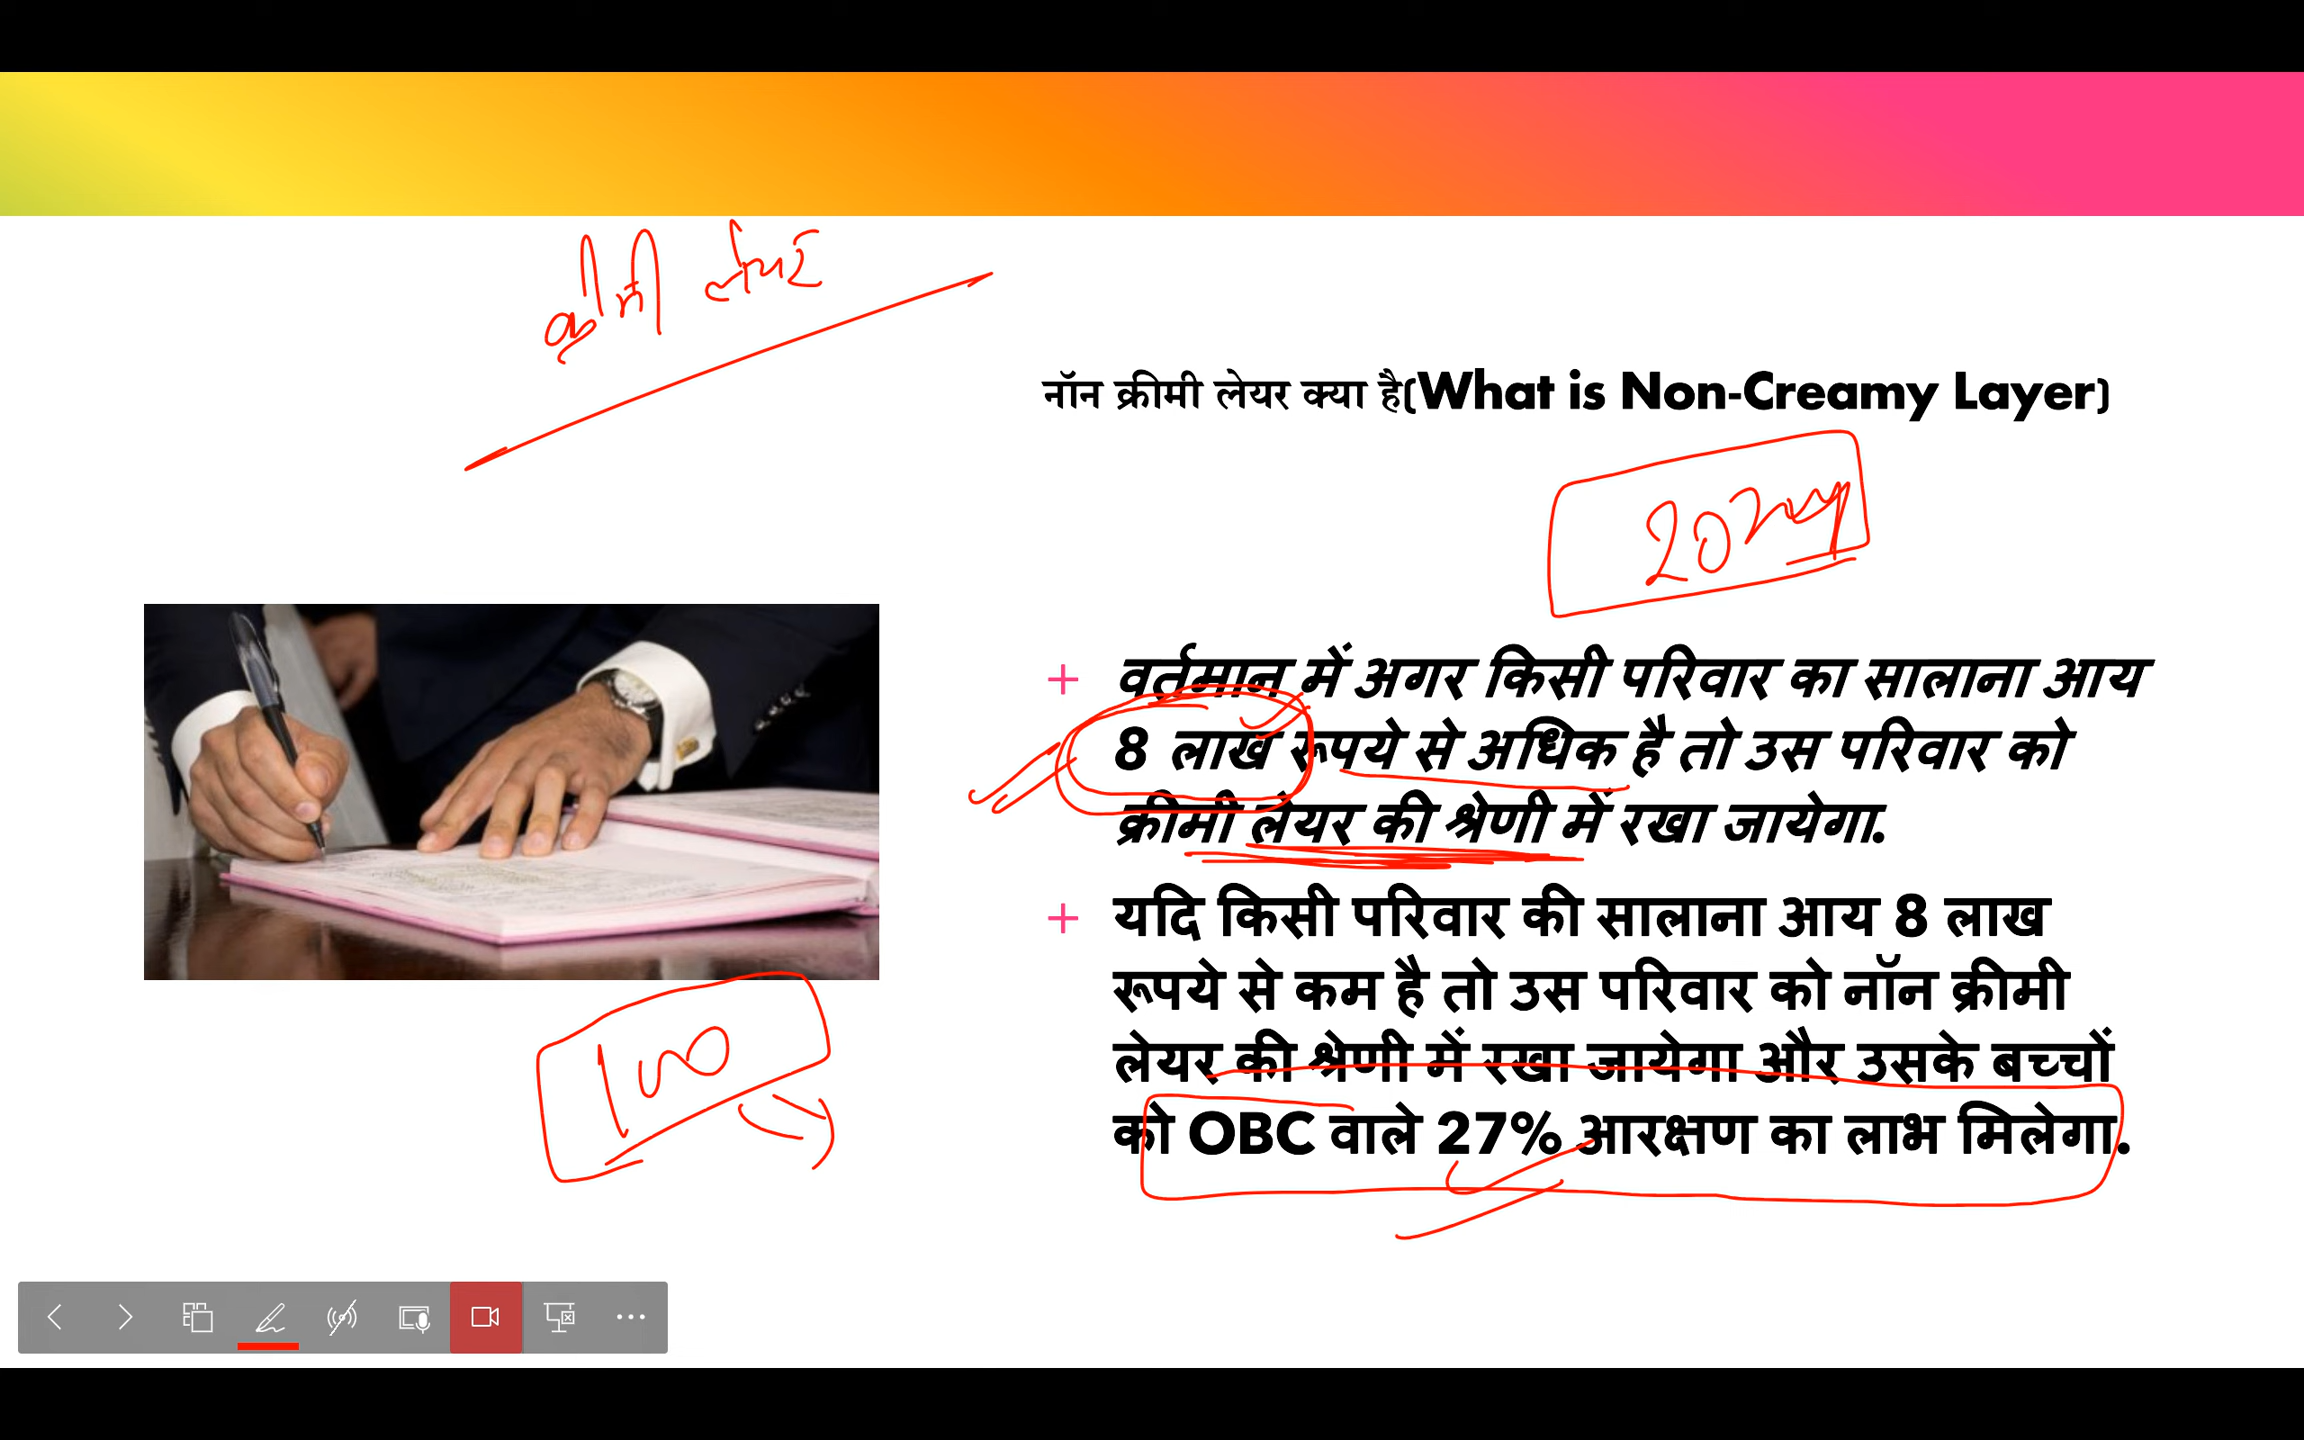 क्रीमी लेयर
नॉन क्रीमी लेयर क्या है(What is Non-Creamy Layer)
वर्तमान में अगर किसी परिवार का सालाना आय
8 लाख रूपये से अधिक है तो उस परिवार को
क्रीमी लेयर की श्रेणी में रखा जायेगा.
यदि किसी परिवार की सालाना आय 8 लाख
रूपये से कम है तो उस परिवार को नॉन क्रीमी
लेयर की श्रेणी में रखा जायेगा और उसके बच्चों
को OBC वाले 27% आरक्षण का लाभ मिलेगा.
100